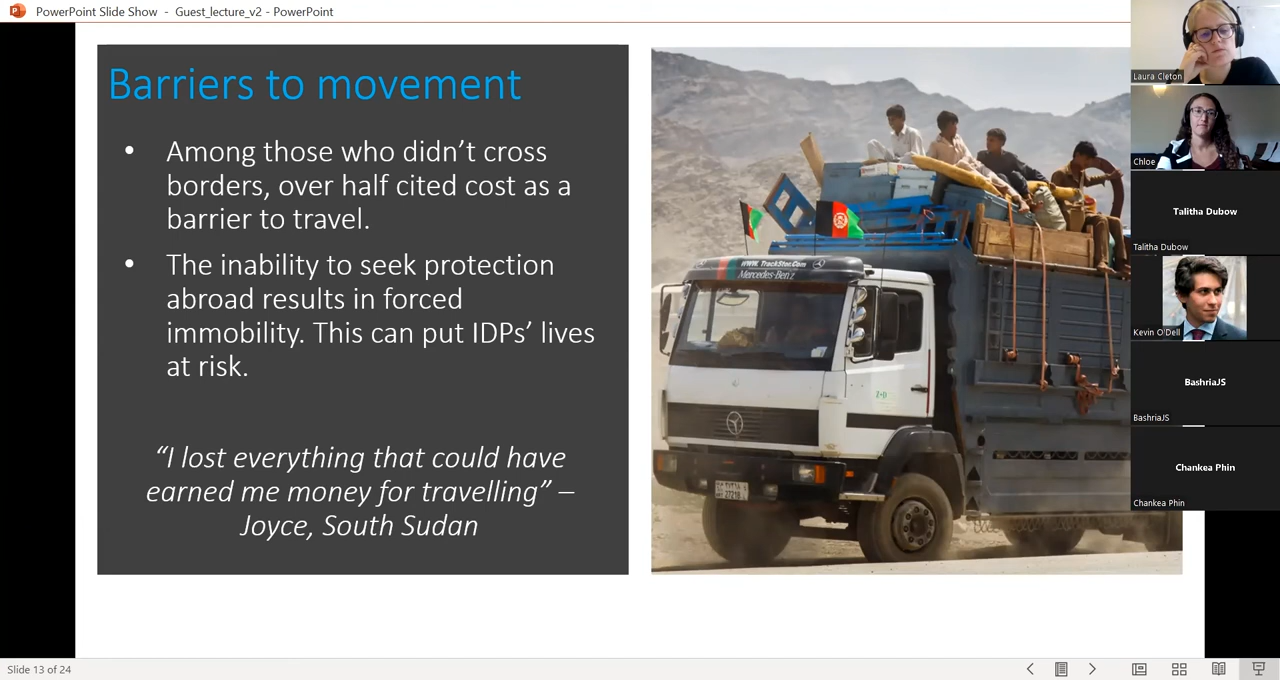 PowerPoint Slide Show - Guest_lecture_v2 - PowerPoint
Barriers to movement
• Among those who didn’t cross
borders, over half cited cost as a
barrier to travel.
• The inability to seek protection
abroad results in forced
immobility. This can put IDPs’ lives
at risk.
“I lost everything that could have
earned me money for travelling” –
Joyce, South Sudan
WWW.TrackStor.Com
Mercedes-Benz
Laura Cleton
Chloe
Talitha Dubow
Talitha Dubow
Kevin O'Dell
BashriaJS
BashriaJS
Chankea Phin
Chankea Phin
Slide 13 of 24